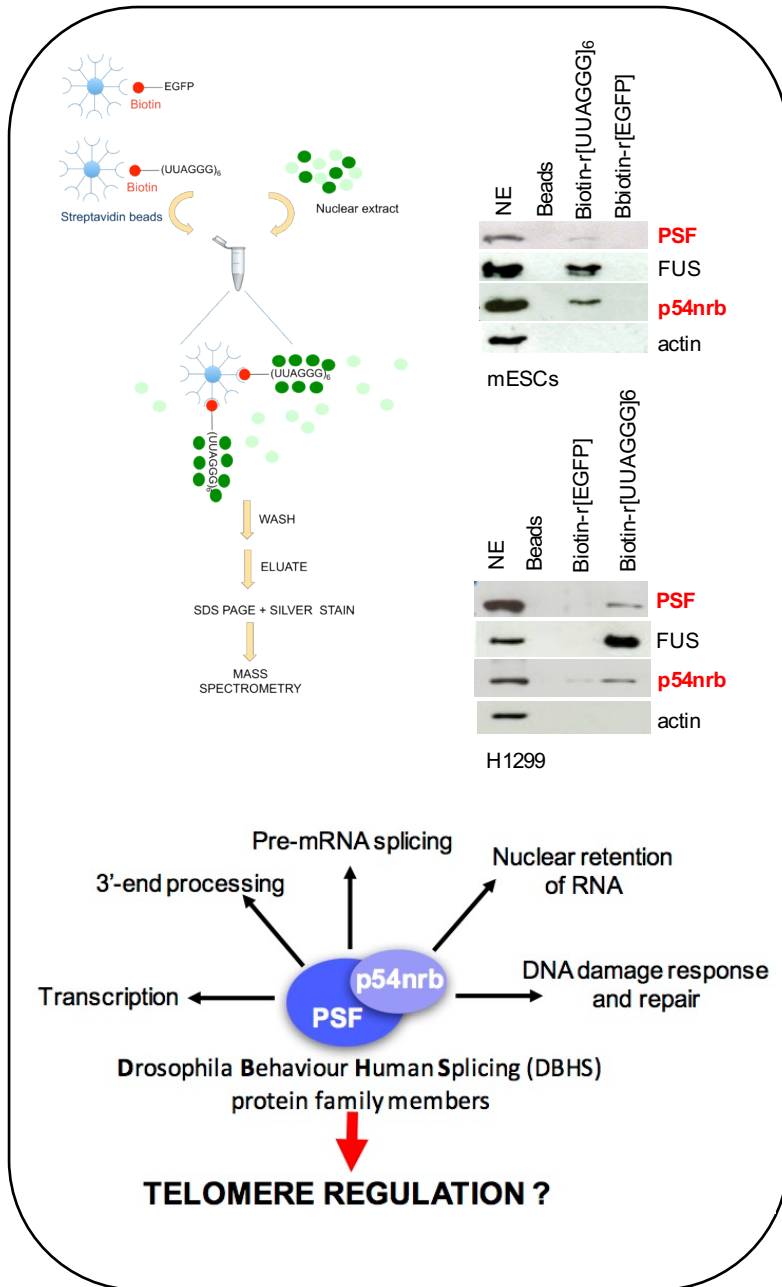 EGFP
Biotin
(UUAGGG)6
Biotin
Streptavidin beads
Nuclear extract
(UUAGGG)6
(UUAGGG)6
WASH
ELUATE
SDS PAGE + SILVER STAIN
MASS
SPECTROMETRY
NE
Beads
Biotin-r[UUAGGG]6
Bbiotin-r[EGFP]
PSF
FUS
p54nrb
actin
mESCs
NE
Beads
Biotin-r[EGFP]
Biotin-r[UUAGGG]6
PSF
FUS
p54nrb
actin
H1299
Pre-mRNA splicing
3'-end processing
Nuclear retention
of RNA
Transcription
p54nrb
PSF
DNA damage response
and repair
Drosophila Behaviour Human Splicing (DBHS)
protein family members
TELOMERE REGULATION ?